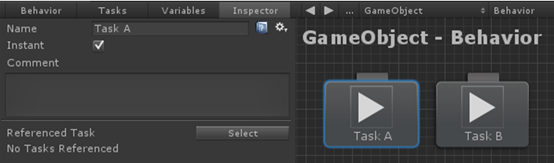 Behavior Tasks Variables Inspector
Name Task A
Instant
Comment
Referenced Task Select
No Tasks Referenced
... GameObject Behavior
GameObject - Behavior
Task A Task B